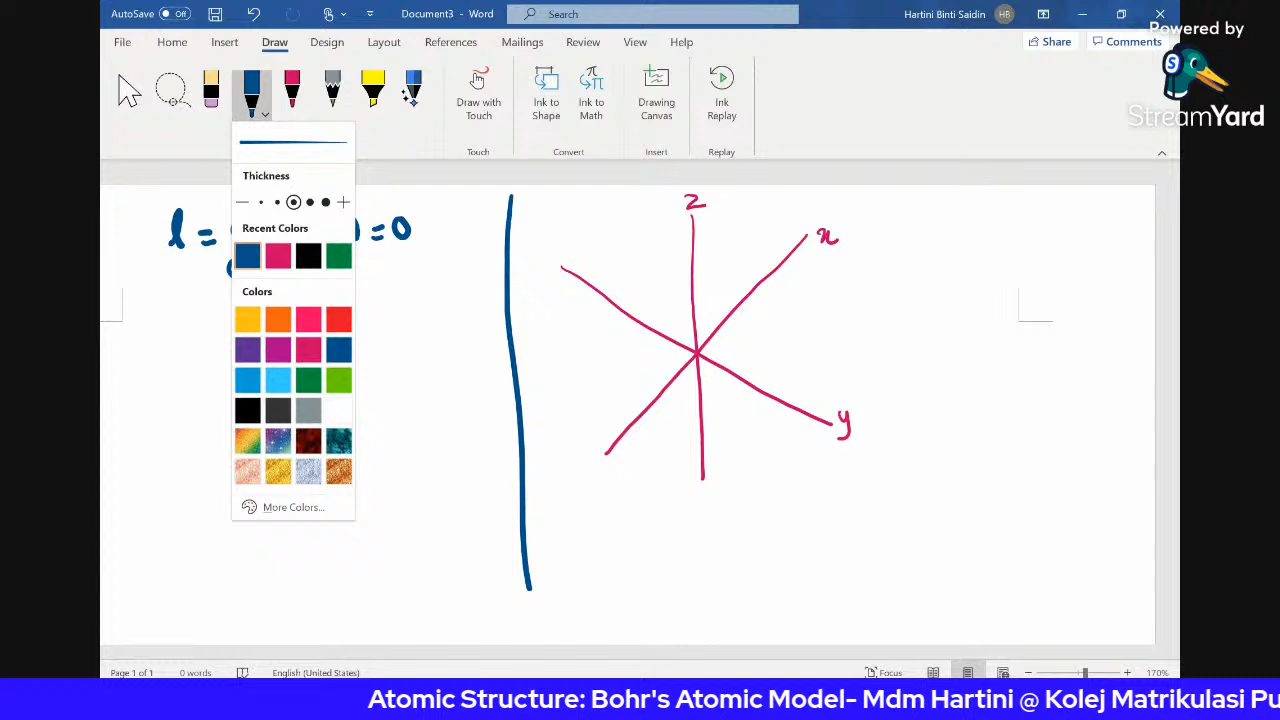 AutoSave Off Document3 - Word Search Hartini Binti Saidin HB
Powered by
StreamYard
File Home Insert Draw Design Layout References Mailings Review View Help Share Comments
Draw with Touch
Ink to Shape
Ink to Math
Drawing Canvas
Ink Replay
Touch Convert Insert Replay
Thickness
Recent Colors
Colors
More Colors...
l = = 0
z
x
y
Page 1 of 1 0 words English (United States) Focus 170%
Atomic Structure: Bohr's Atomic Model- Mdm Hartini @ Kolej Matrikulasi Pu